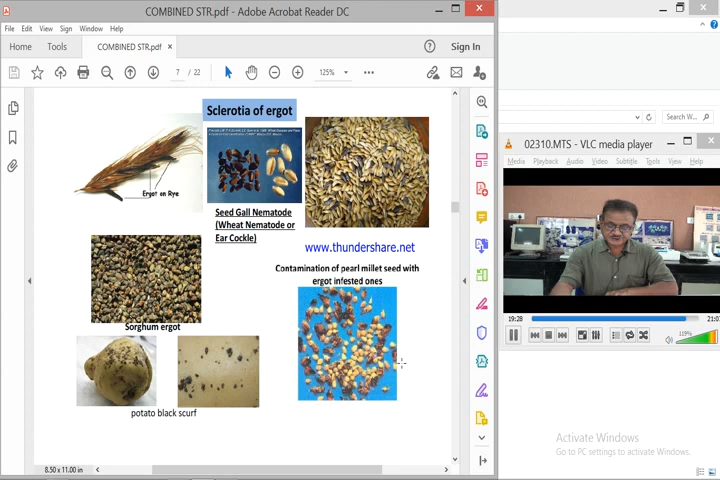 COMBINED STR.pdf - Adobe Acrobat Reader DC
File Edit View Sign Window Help
Home Tools COMBINED STR.pdf × Sign In
7 / 22 125%
Sclerotia of ergot
Ergot on Rye
Seed Gall Nematode
(Wheat Nematode or
Ear Cockle)
www.thundershare.net
Contamination of pearl millet seed with
ergot infested ones
Sorghum ergot
potato black scurf
8.50 x 11.00 in
Search W...
02310.MTS - VLC media player
Media Playback Audio Video Subtitle Tools View Help
19:28
119%
Activate Windows
Go to PC settings to activate Windows.